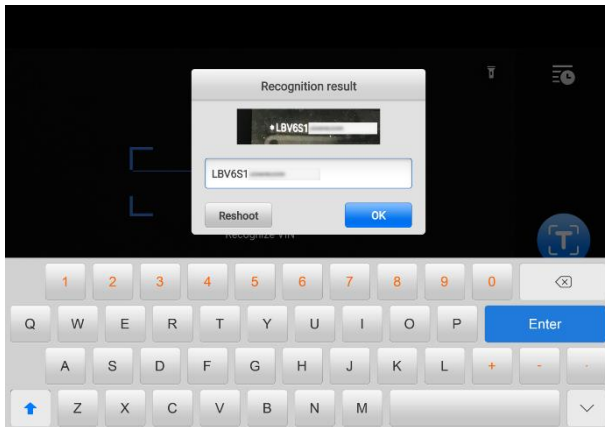 Recognition result
LBV6S1
LBV6S1
Reshoot
OK
Recognize VIN
1 2 3 4 5 6 7 8 9 0
Q W E R T Y U I O P Enter
A S D F G H J K L + - .
Z X C V B N M